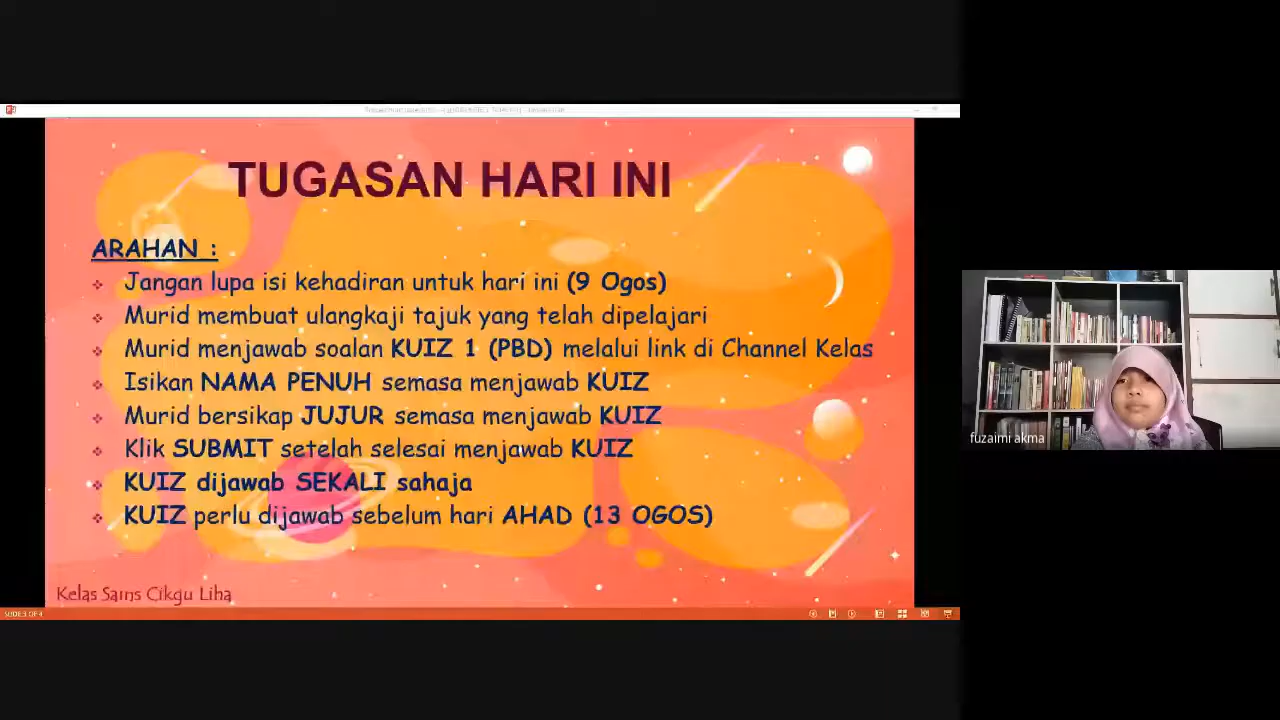 TUGASAN HARI INI
ARAHAN :
Jangan lupa isi kehadiran untuk hari ini (9 Ogos)
Murid membuat ulangkaji tajuk yang telah dipelajari
Murid menjawab soalan KUIZ 1 (PBD) melalui link di Channel Kelas
Isikan NAMA PENUH semasa menjawab KUIZ
Murid bersikap JUJUR semasa menjawab KUIZ
Klik SUBMIT setelah selesai menjawab KUIZ
KUIZ dijawab SEKALI sahaja
KUIZ perlu dijawab sebelum hari AHAD (13 OGOS)
Kelas Sains Cikgu Liha
fuzaimi akma